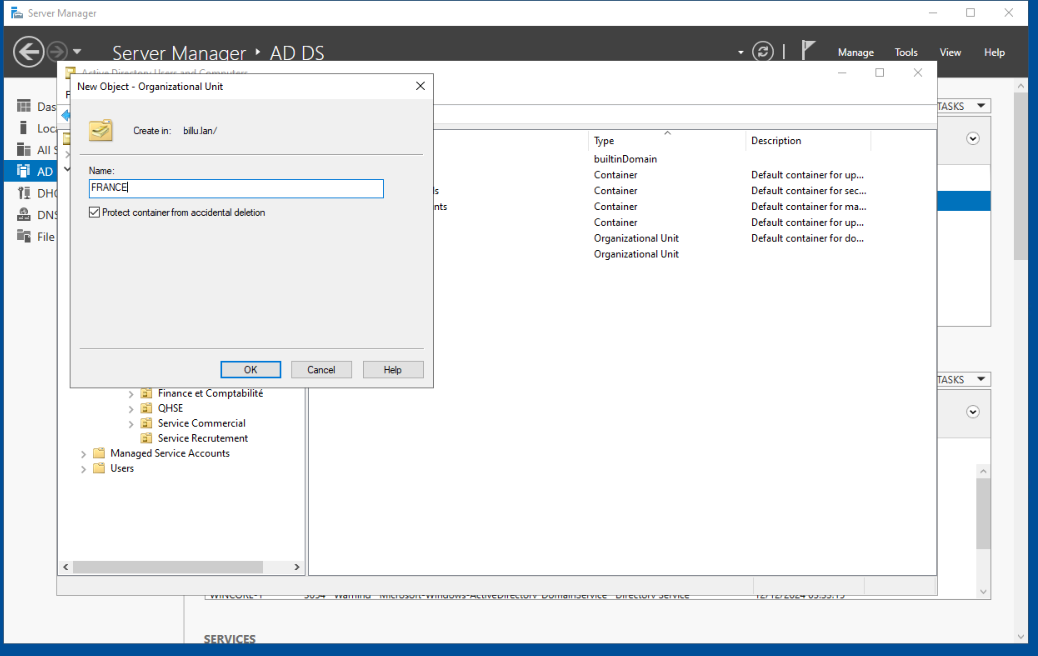 Server Manager
Server Manager • AD DS
Manage Tools View Help
Active Directory Users and Computers
New Object - Organizational Unit
Create in: billu.lan/
Name:
FRANCE
Protect container from accidental deletion
OK Cancel Help
Das
Loc
All S
AD
DHC
DNS
File
TASKS
Type Description
builtinDomain
Container Default container for up...
ls Container Default container for sec...
nts Container Default container for ma...
Container Default container for up...
Organizational Unit Default container for do...
Organizational Unit
TASKS
Finance et Comptabilité
QHSE
Service Commercial
Service Recrutement
Managed Service Accounts
Users
SERVICES